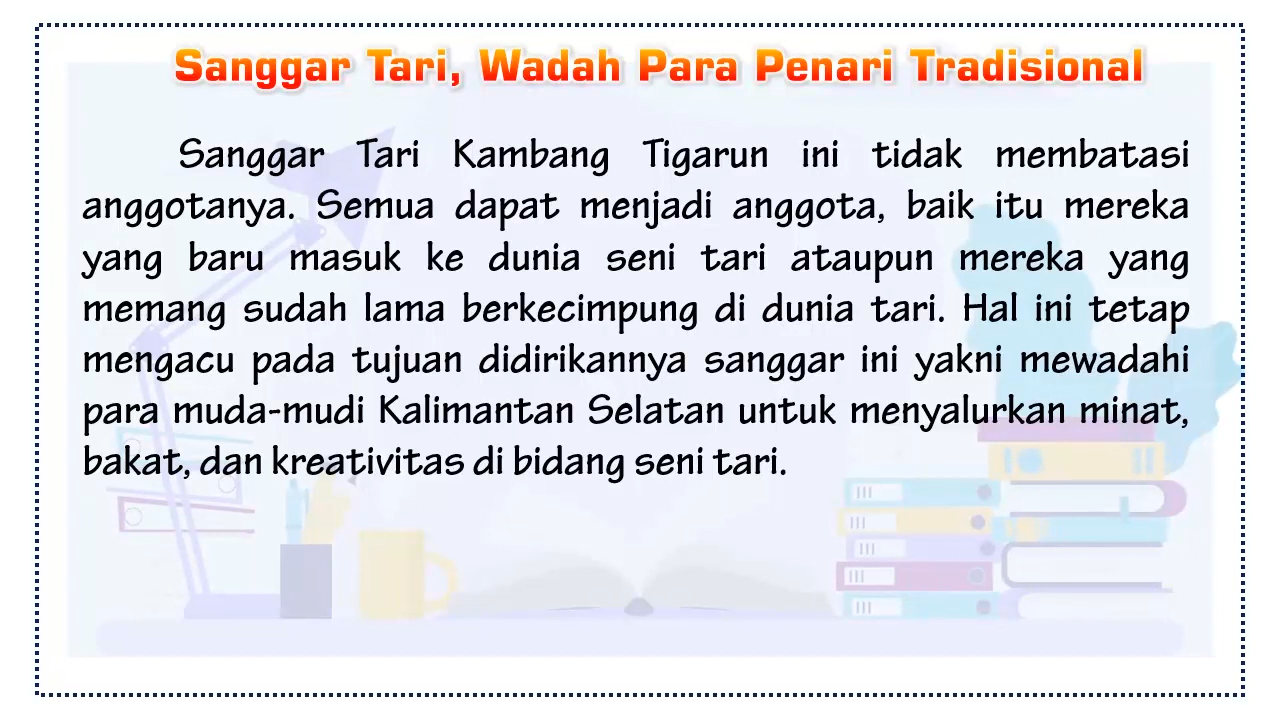 Sanggar Tari, Wadah Para Penari Tradisional
Sanggar Tari Kambang Tigarun ini tidak membatasi
anggotanya. Semua dapat menjadi anggota, baik itu mereka
yang baru masuk ke dunia seni tari ataupun mereka yang
memang sudah lama berkecimpung di dunia tari. Hal ini tetap
mengacu pada tujuan didirikannya sanggar ini yakni mewadahi
para muda-mudi Kalimantan Selatan untuk menyalurkan minat,
bakat, dan kreativitas di bidang seni tari.